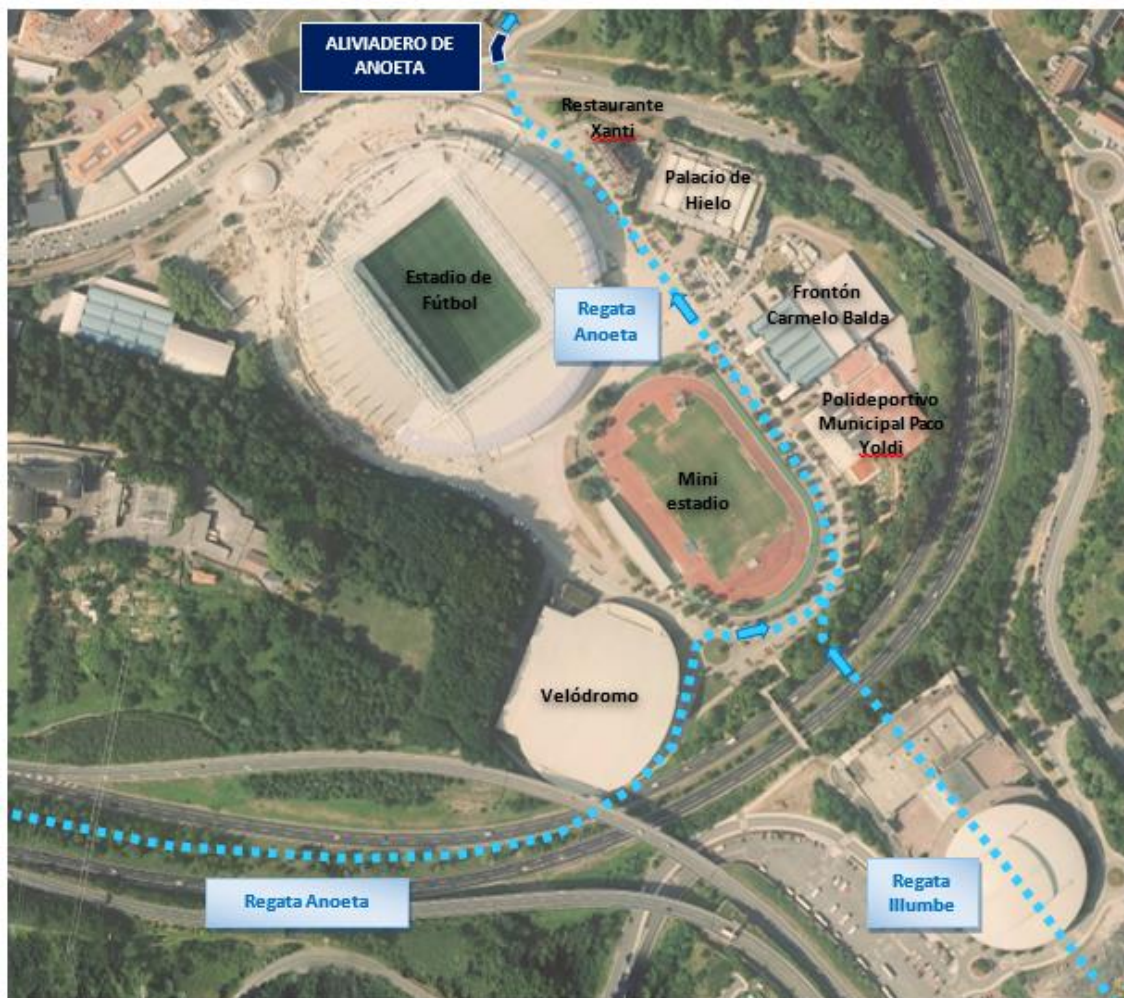 ALIVIADERO DE
ANOETA
Restaurante
Xanti
Palacio de
Hielo
Estadio de
Fútbol
Regata
Anoeta
Frontón
Carmelo Balda
Polideportivo
Municipal Paco
Yoldi
Mini
estadio
Velódromo
Regata Anoeta
Regata
Illumbe